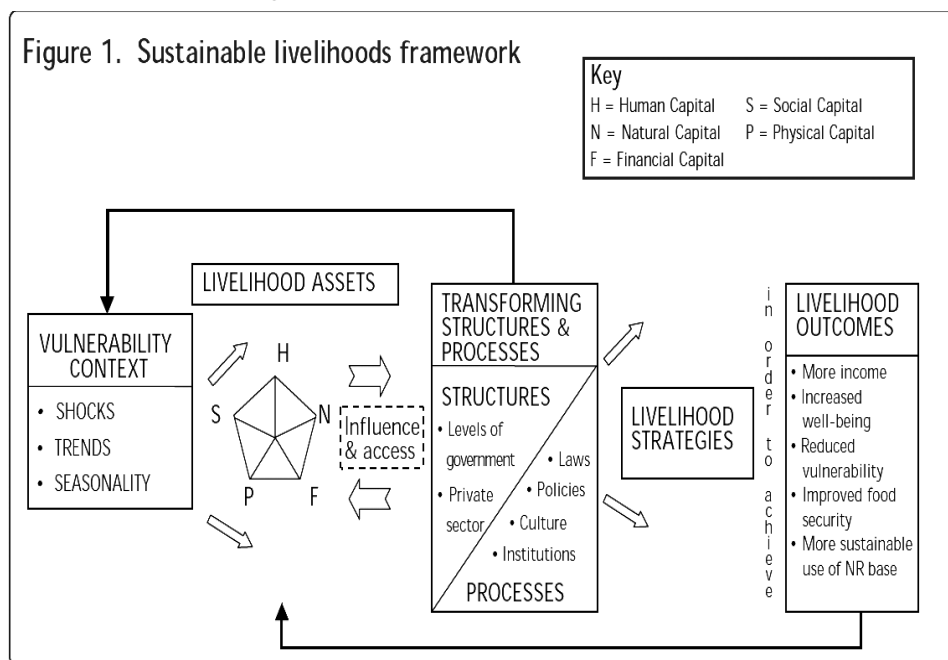 Figure 1. Sustainable livelihoods framework
Key
H = Human Capital S = Social Capital
N = Natural Capital P = Physical Capital
F = Financial Capital
LIVELIHOOD ASSETS
VULNERABILITY
CONTEXT
• SHOCKS
• TRENDS
• SEASONALITY
H
S
N
P
F
Influence
& access
TRANSFORMING
STRUCTURES &
PROCESSES
STRUCTURES
• Levels of
government
• Private
sector
• Laws
• Policies
• Culture
• Institutions
PROCESSES
LIVELIHOOD
STRATEGIES
in order to achieve
LIVELIHOOD
OUTCOMES
• More income
• Increased
well-being
• Reduced
vulnerability
• Improved food
security
• More sustainable
use of NR base